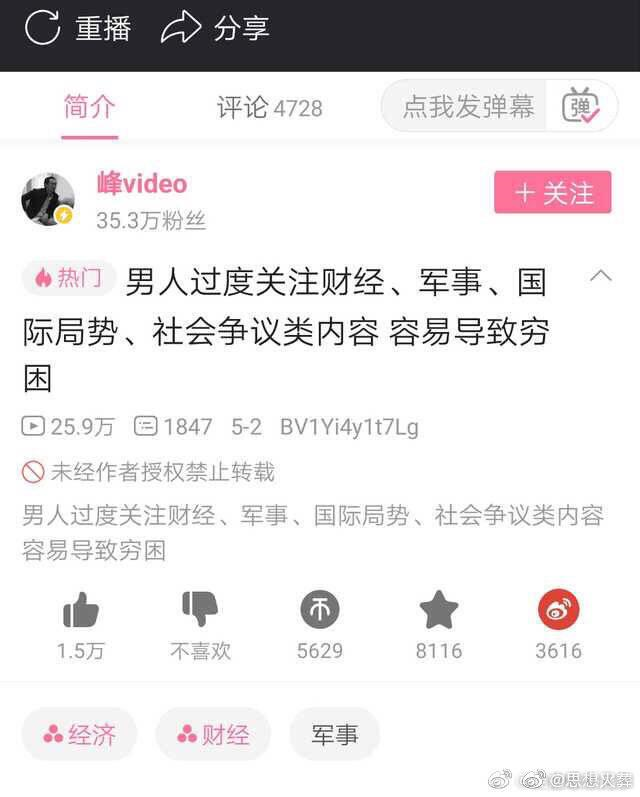 重播 分享
简介 评论 4728 点我发弹幕 弹
峰video
35.3万粉丝
+ 关注
热门 男人过度关注财经、军事、国
际局势、社会争议类内容 容易导致穷
困
25.9万 1847 5-2 BV1Yi4y1t7Lg
未经作者授权禁止转载
男人过度关注财经、军事、国际局势、社会争议类内容
容易导致穷困
1.5万 不喜欢 5629 8116 3616
经济 财经 军事
@思想火葬